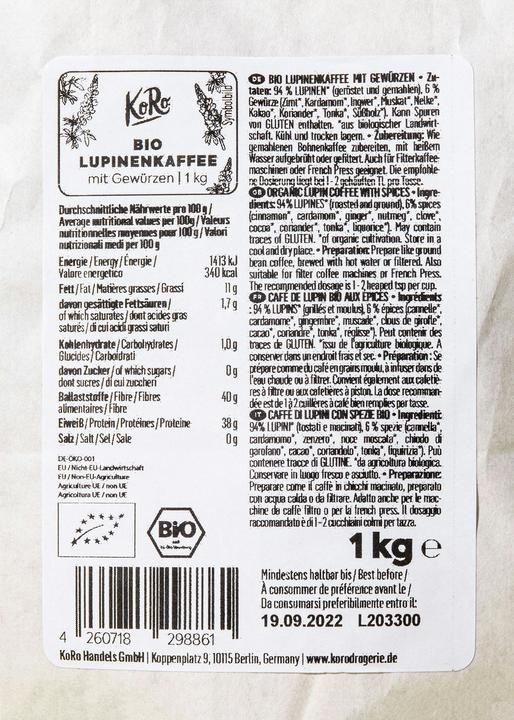 KoRo
Symbolbild
BIO
LUPINENKAFFEE
mit Gewürzen | 1 kg
Durchschnittliche Nährwerte pro 100 g /
Average nutritional values per 100g / Valeurs
nutritionnelles moyennes pour 100 g / Valori
nutrizionali medi per 100 g
Energie / Energy / Énergie / 1413 kJ
Valore energetico 340 kcal
Fett / Fat / Matières grasses / Grassi 11 g
davon gesättigte Fettsäuren / 1,7 g
of which saturates / dont acides gras
saturés / di cui acidi grassi saturi
Kohlenhydrate / Carbohydrates / 1,0 g
Glucides / Carboidrati
davon Zucker / of which sugars / 0 g
dont sucres / di cui zuccheri
Ballaststoffe / Fibre / Fibres 40 g
alimentaires / Fibre
Eiweiß / Protein / Protéines / Proteine 38 g
Salz / Salt / Sel / Sale 0 g
DE-ÖKO-001
EU / Nicht-EU-Landwirtschaft
EU / Non-EU-Agriculture
Agriculture UE / non UE
Agricoltura UE / non UE
Bio
4 260718 298861
DE BIO LUPINENKAFFEE MIT GEWÜRZEN • Zu-
taten: 94 % LUPINEN* (geröstet und gemahlen), 6 %
Gewürze (Zimt*, Kardamom*, Ingwer*, Muskat*, Nelke*,
Kakao*, Koriander*, Tonka*, Süßholz*). Kann Spuren
von GLUTEN enthalten. *aus biologischer Landwirt-
schaft. Kühl und trocken lagern. • Zubereitung: Wie
gemahlenen Bohnenkaffee zubereiten, mit heißem
Wasser aufgebrüht oder gefiltert. Auch für Filterkaffee-
maschinen oder French Press geeignet. Die empfohle-
ne Dosierung liegt bei 1 - 2 gehäuften TL pro Tasse.
ORGANIC LUPIN COFFEE WITH SPICES • Ingre-
dients: 94 % LUPINES* (roasted and ground), 6% spices
(cinnamon*, cardamom*, ginger*, nutmeg*, clove*,
cocoa*, coriander*, tonka*, liquorice*). May contain
traces of GLUTEN. *of organic cultivation. Store in a
cool and dry place. • Preparation: Prepare like ground
bean coffee, brewed with hot water or filtered. Also
suitable for filter coffee machines or French Press.
The recommended dosage is 1 - 2 heaped tsp per cup.
FR CAFÉ DE LUPIN BIO AUX ÉPICES • Ingrédients
: 94 % LUPINS* (grillés et moulus), 6 % épices (cannelle*,
cardamome*, gingembre*, muscade*, clous de girofle*,
cacao*, coriandre*, tonka*, réglisse*). Peut contenir des
traces de GLUTEN. *issu de l'agriculture biologique. À
conserver dans un endroit frais et sec. • Préparation : Se
prépare comme du café en grains moulu, à infuser dans de
l'eau chaude ou à filtrer. Convient également aux cafetiè-
res à filtre ou aux cafetières à piston. La dose recomman-
dée est de 1 à 2 cuillères à café bien remplies par tasse.
IT CAFFÈ DI LUPINI CON SPEZIE BIO • Ingredienti:
94% LUPINI* (tostati e macinati), 6 % spezie (cannella*,
cardamomo*, zenzero*, noce moscata*, chiodo di
garofano*, cacao*, coriandolo*, tonka*, liquirizia*). Può
contenere tracce di GLUTINE. *da agricoltura biologica.
Conservare in luogo fresco e asciutto. • Preparazione:
Preparare come il caffè in chicchi macinato, preparato
con acqua calda o da filtrare. Adatto anche per le mac-
chine da caffè filtro o per la french press. Il dosaggio
raccomandato è di 1 - 2 cucchiaini colmi per tazza.
1 kg e
Mindestens haltbar bis / Best before /
À consommer de préférence avant le /
Da consumarsi preferibilmente entro il:
19.09.2022 L203300
KoRo Handels GmbH | Koppenplatz 9, 10115 Berlin, Germany | www.korodrogerie.de